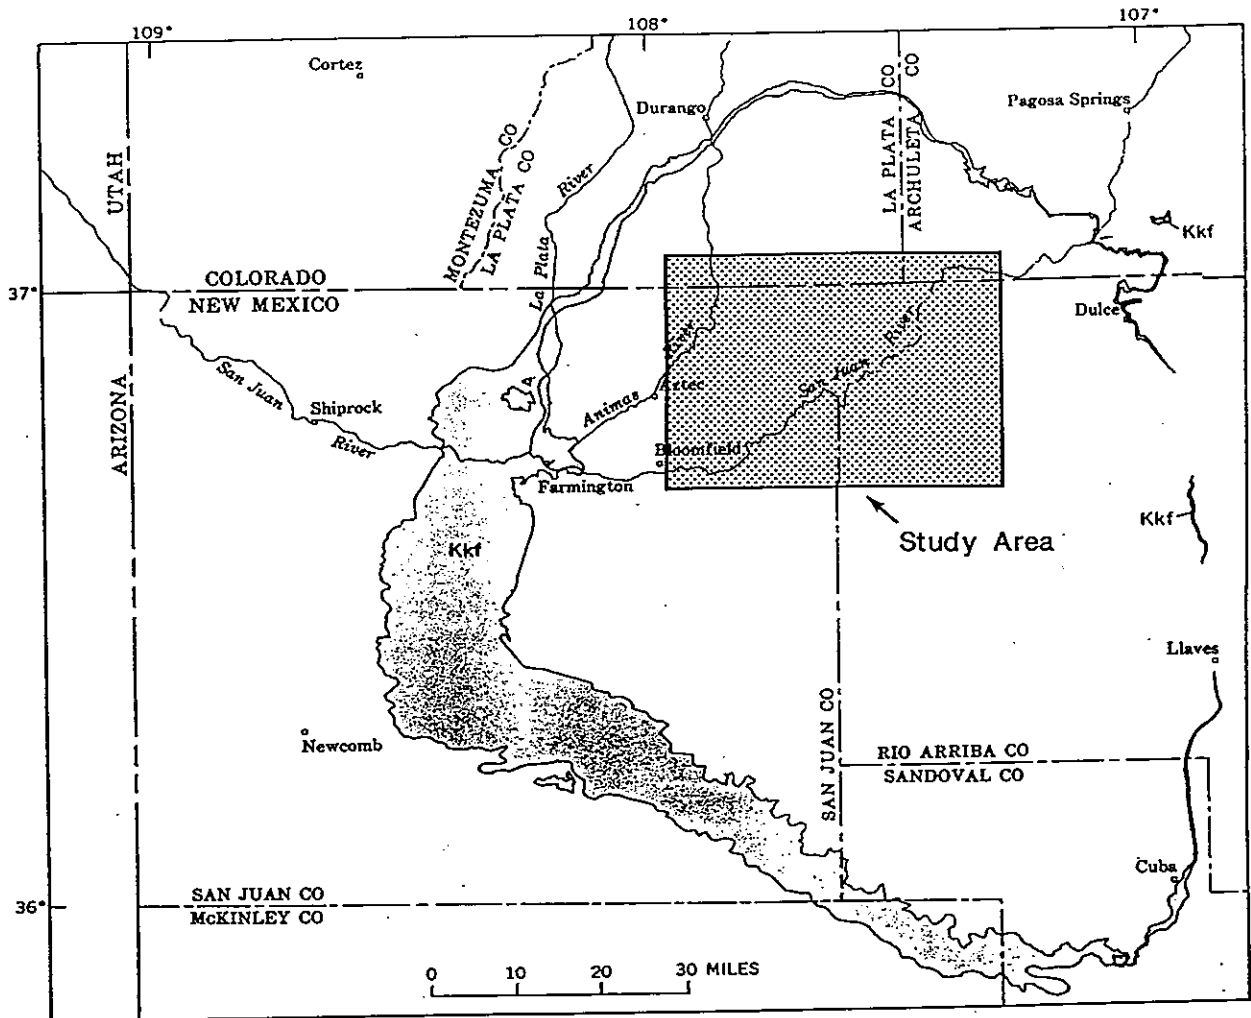 109°
108°
107°
Cortez
Durango
Pagosa Springs
UTAH
MONTEZUMA CO
LA PLATA CO
LA PLATA CO
ARCHULETA CO
River
La Plata
Kkf
37°
COLORADO
NEW MEXICO
Dulce
ARIZONA
San Juan
River
Shiprock
River
Animas
Aztec
San Juan
River
Bloomfield
Farmington
Kkf
Kkf
Study Area
Llaves
Newcomb
SAN JUAN CO
RIO ARRIBA CO
SANDOVAL CO
Cuba
36°
SAN JUAN CO
McKINLEY CO
0 10 20 30 MILES